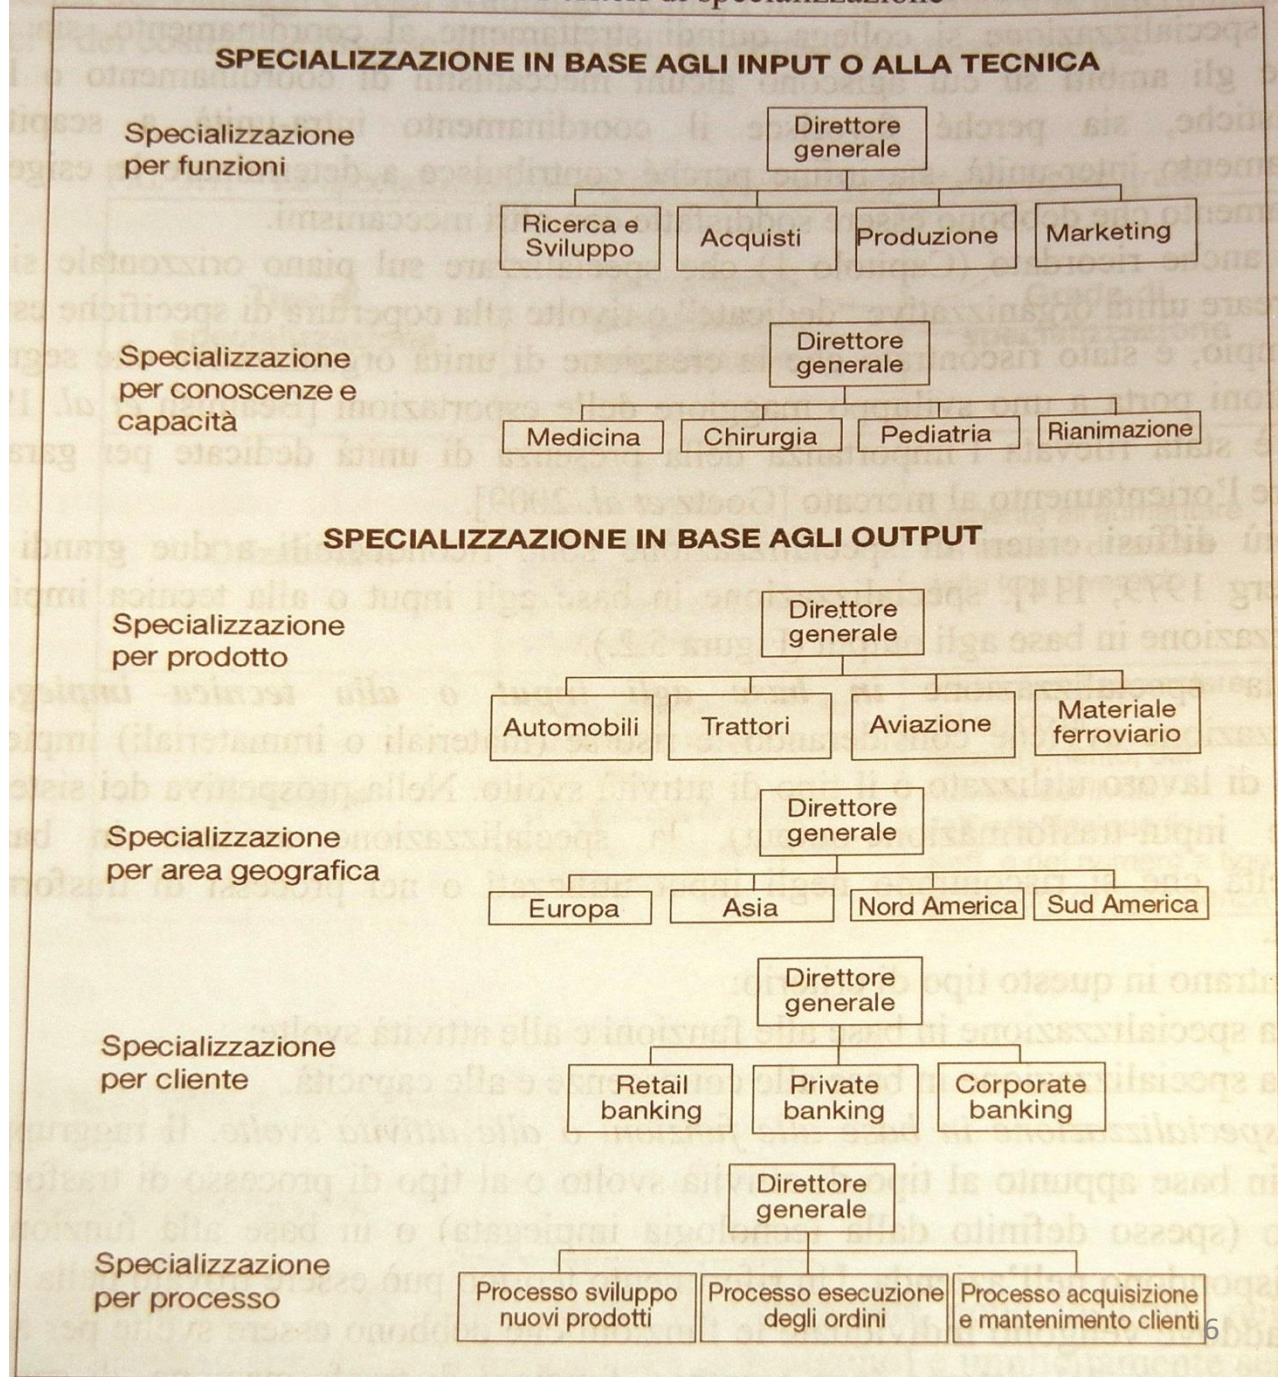 SPECIALIZZAZIONE IN BASE AGLI INPUT O ALLA TECNICA
Specializzazione
per funzioni
Direttore
generale
Ricerca e
Sviluppo
Acquisti
Produzione
Marketing
Specializzazione
per conoscenze e
capacità
Direttore
generale
Medicina
Chirurgia
Pediatria
Rianimazione
SPECIALIZZAZIONE IN BASE AGLI OUTPUT
Specializzazione
per prodotto
Direttore
generale
Automobili
Trattori
Aviazione
Materiale
ferroviario
Specializzazione
per area geografica
Direttore
generale
Europa
Asia
Nord America
Sud America
Specializzazione
per cliente
Direttore
generale
Retail
banking
Private
banking
Corporate
banking
Specializzazione
per processo
Direttore
generale
Processo sviluppo
nuovi prodotti
Processo esecuzione
degli ordini
Processo acquisizione
e mantenimento clienti
6